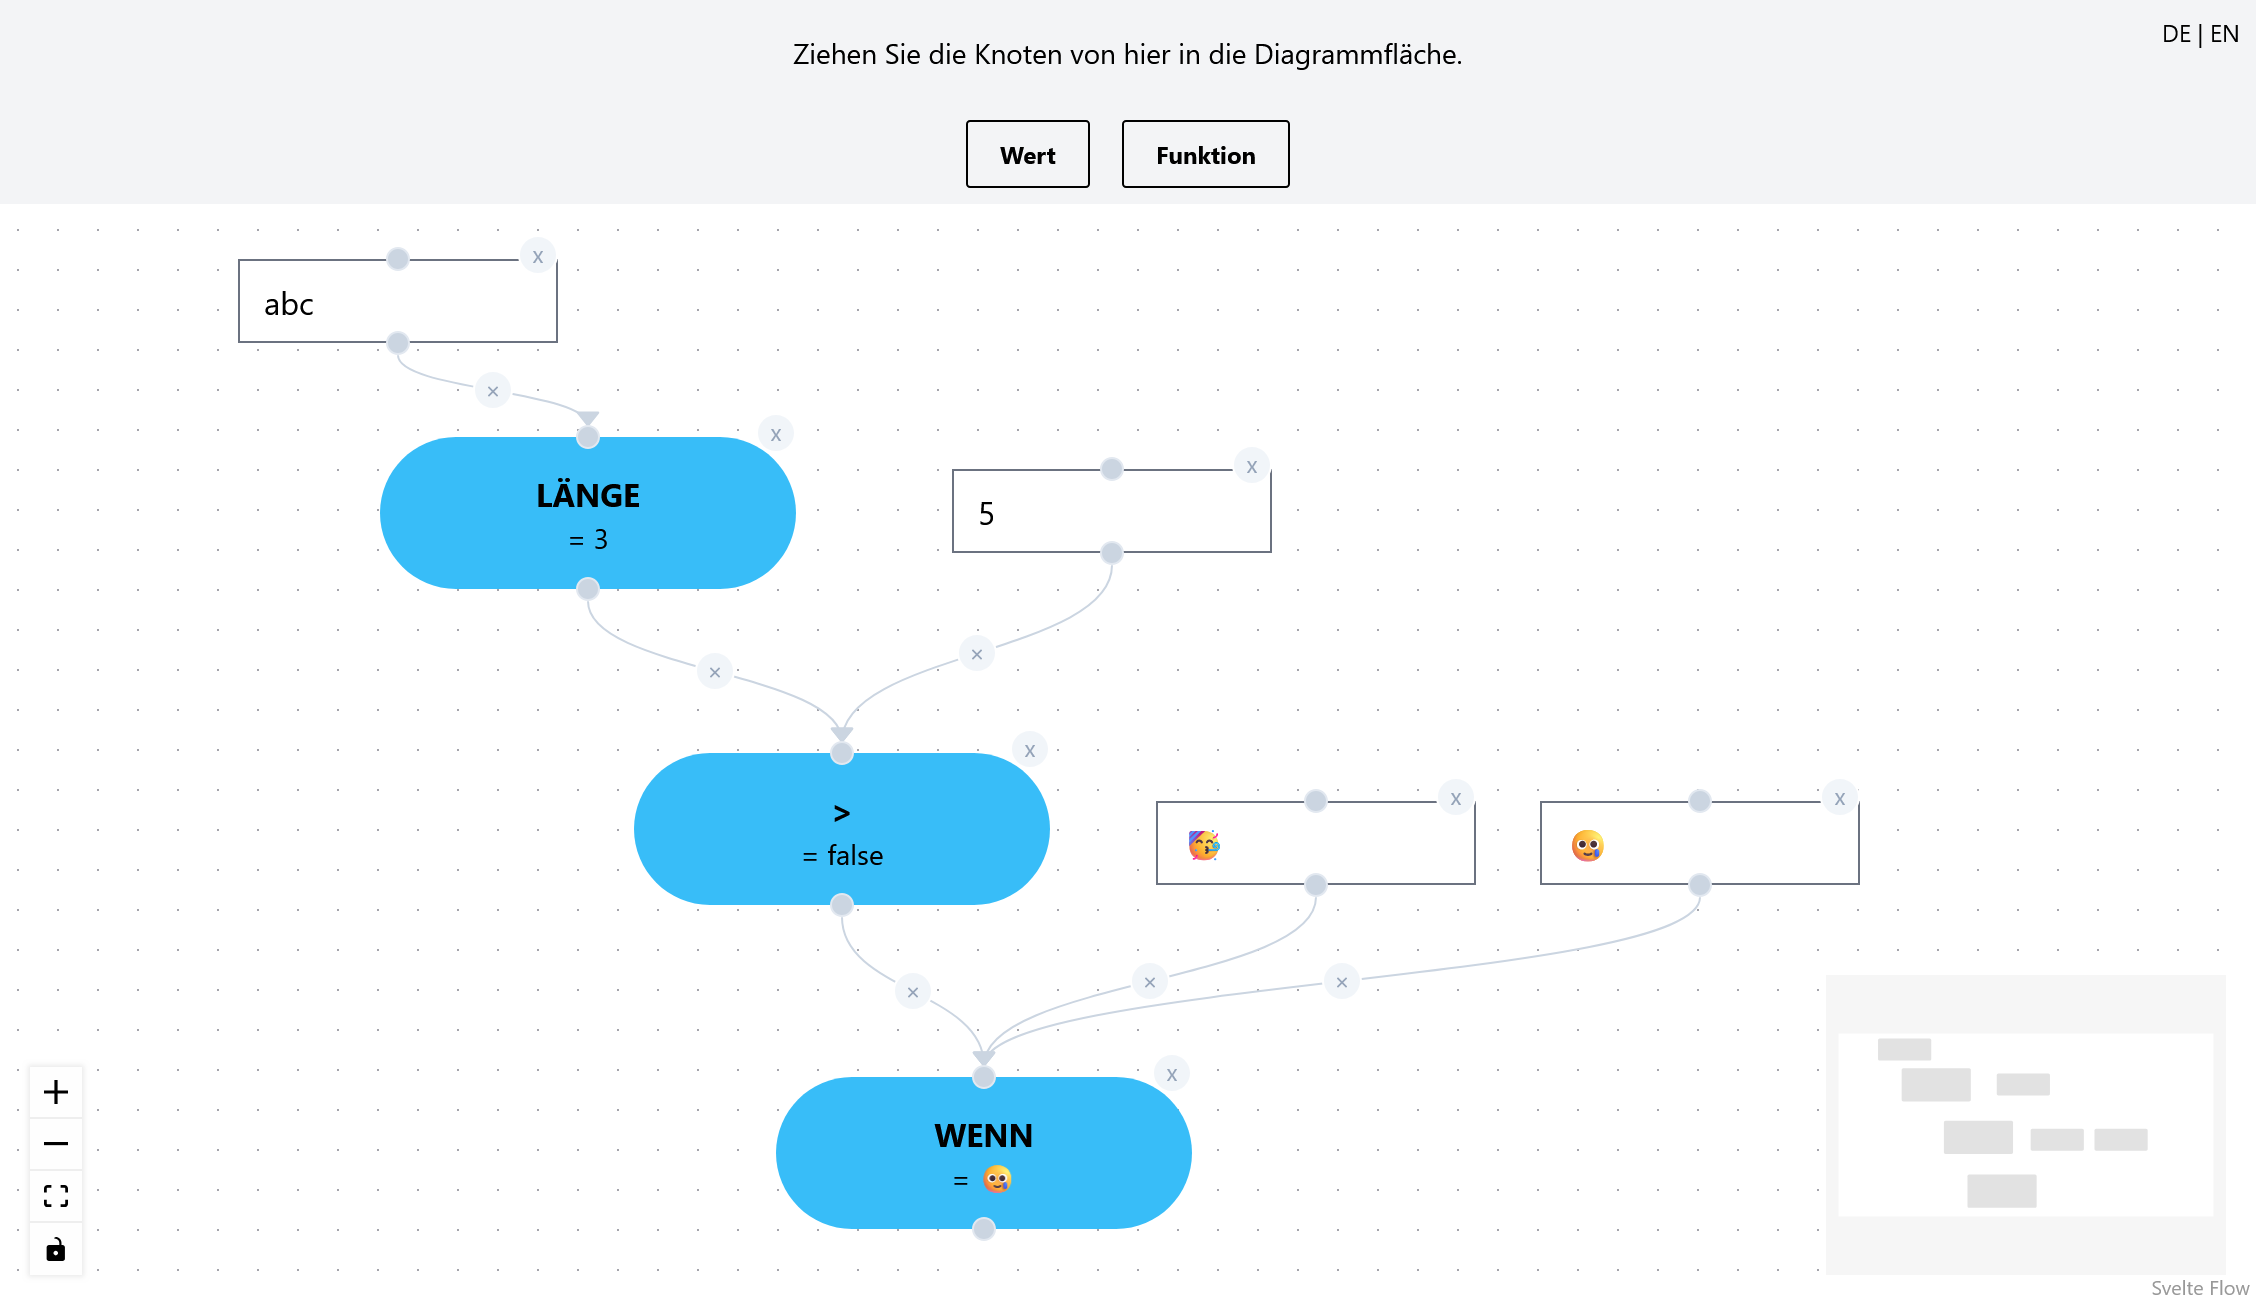 DE | EN
Ziehen Sie die Knoten von hier in die Diagrammfläche.
Wert
Funktion
x
abc
×
x
LÄNGE
= 3
x
5
×
×
x
>
= false
x
🥳
x
🥲
×
×
×
x
WENN
= 🥲
Svelte Flow